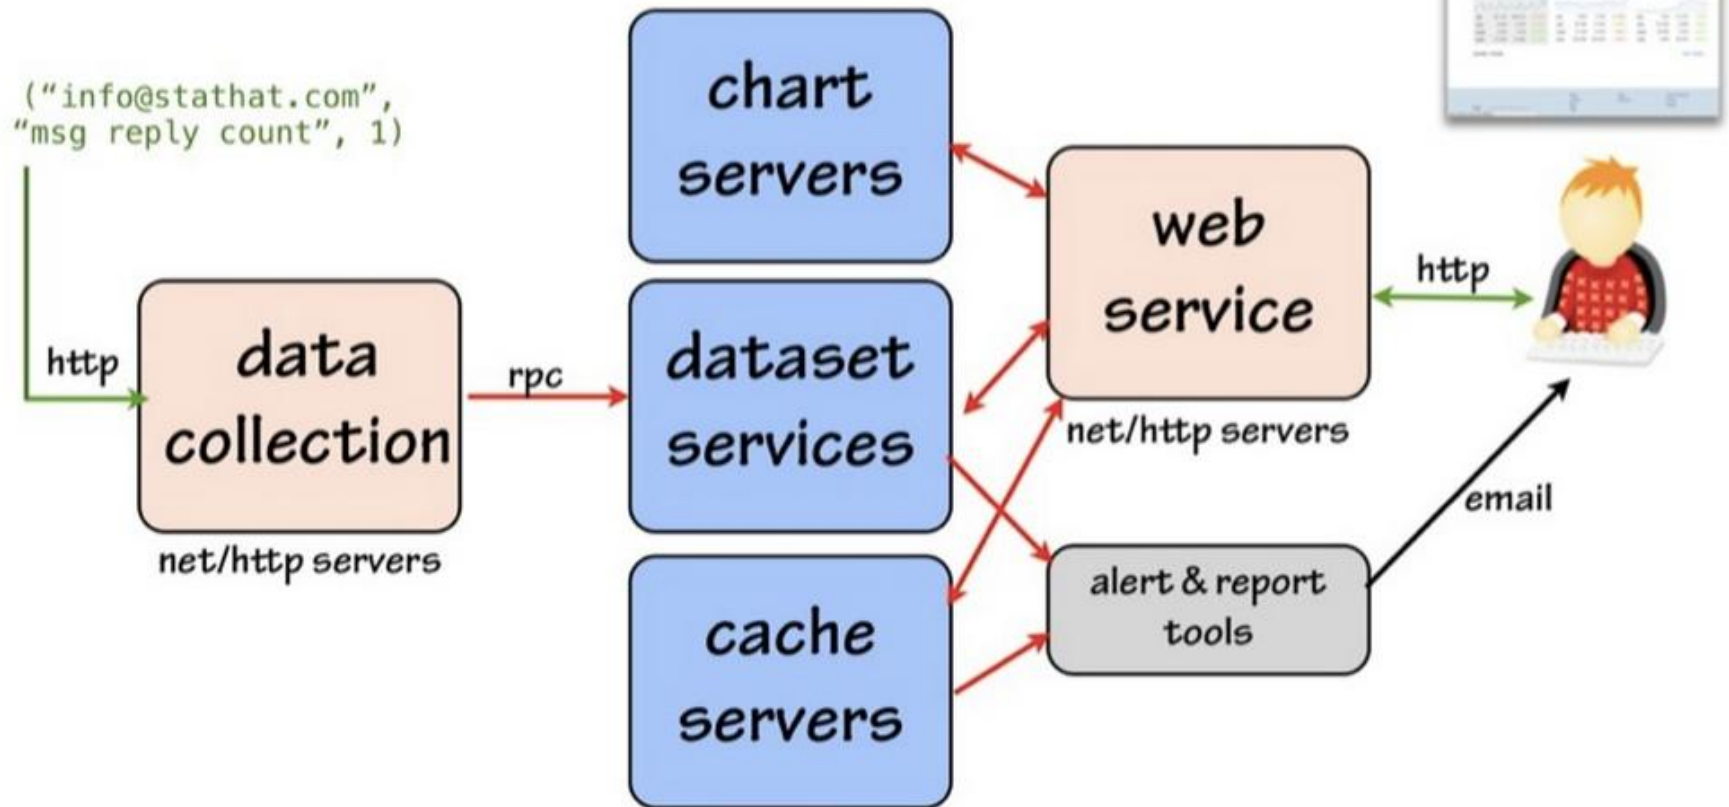 ("info@stathat.com",
"msg reply count", 1)
http
data
collection
net/http servers
rpc
chart
servers
dataset
services
cache
servers
web
service
net/http servers
http
alert & report
tools
email